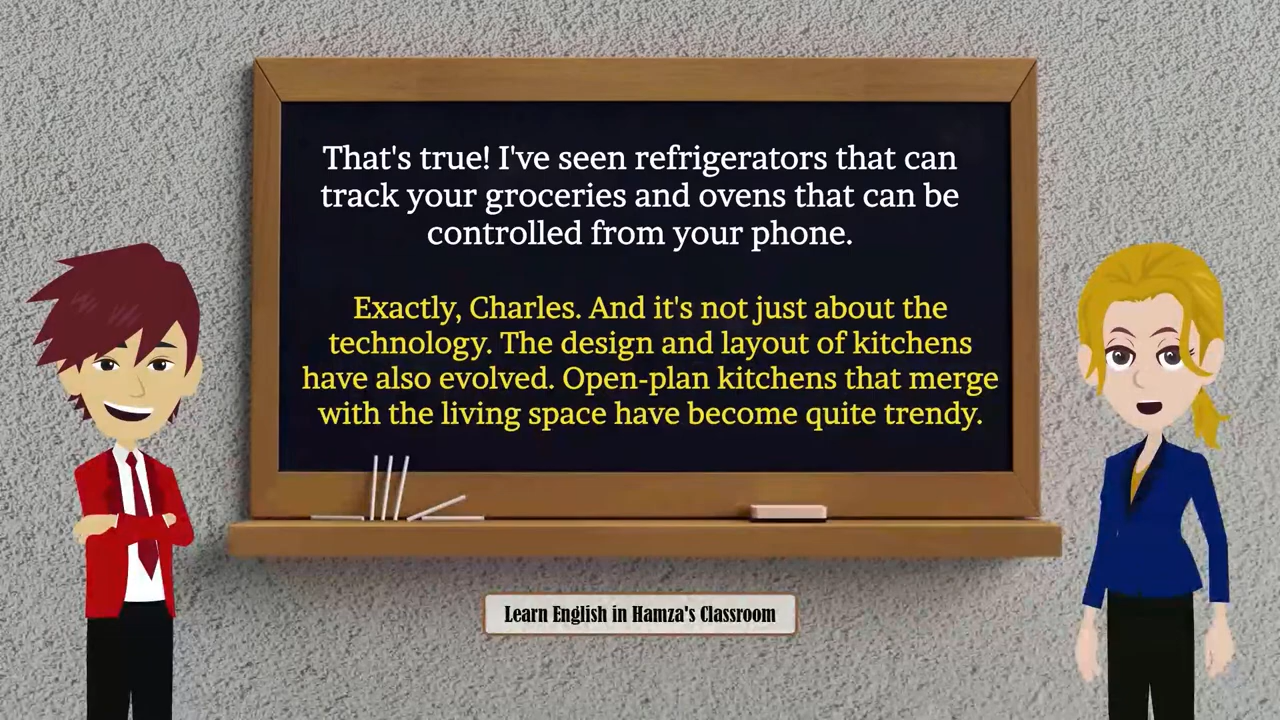 That's true! I've seen refrigerators that can
track your groceries and ovens that can be
controlled from your phone.
Exactly, Charles. And it's not just about the
technology. The design and layout of kitchens
have also evolved. Open-plan kitchens that merge
with the living space have become quite trendy.
Learn English in Hamza's Classroom